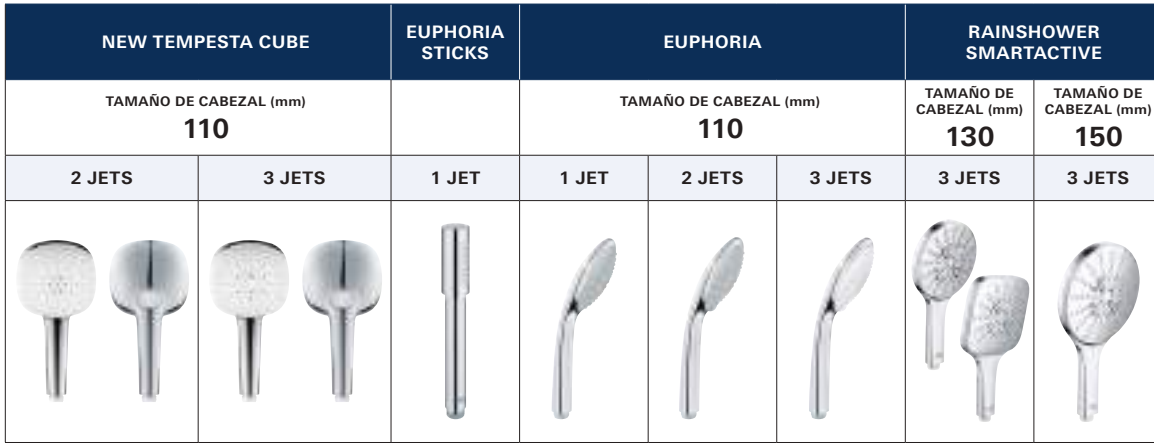 NEW TEMPESTA CUBE
EUPHORIA
STICKS
EUPHORIA
RAINSHOWER
SMARTACTIVE
TAMAÑO DE CABEZAL (mm)
110
TAMAÑO DE CABEZAL (mm)
110
TAMAÑO DE
CABEZAL (mm)
130
TAMAÑO DE
CABEZAL (mm)
150
2 JETS
3 JETS
1 JET
1 JET
2 JETS
3 JETS
3 JETS
3 JETS